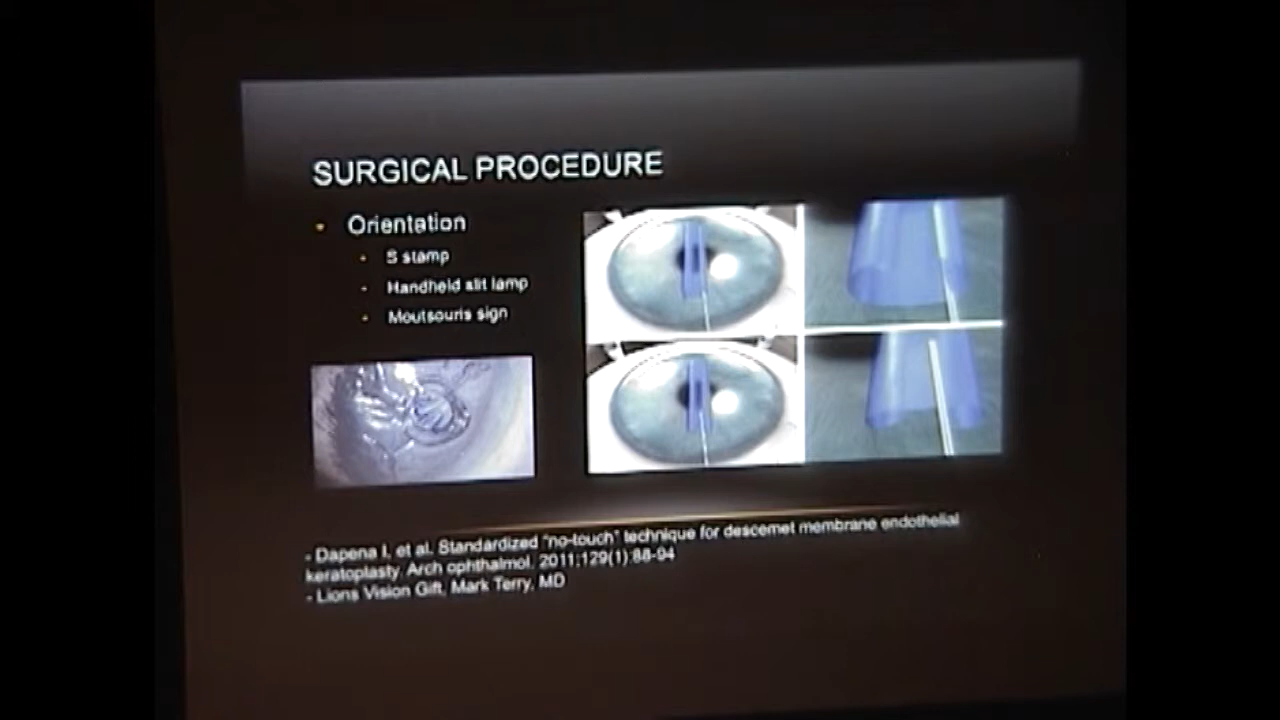 SURGICAL PROCEDURE
• Orientation
• S stamp
• Handheld slit lamp
• Moutsouris sign
- Dapena I, et al. Standardized "no-touch" technique for descemet membrane endothelial
keratoplasty. Arch ophthalmol. 2011;129(1):88-94
- Lions Vision Gift, Mark Terry, MD